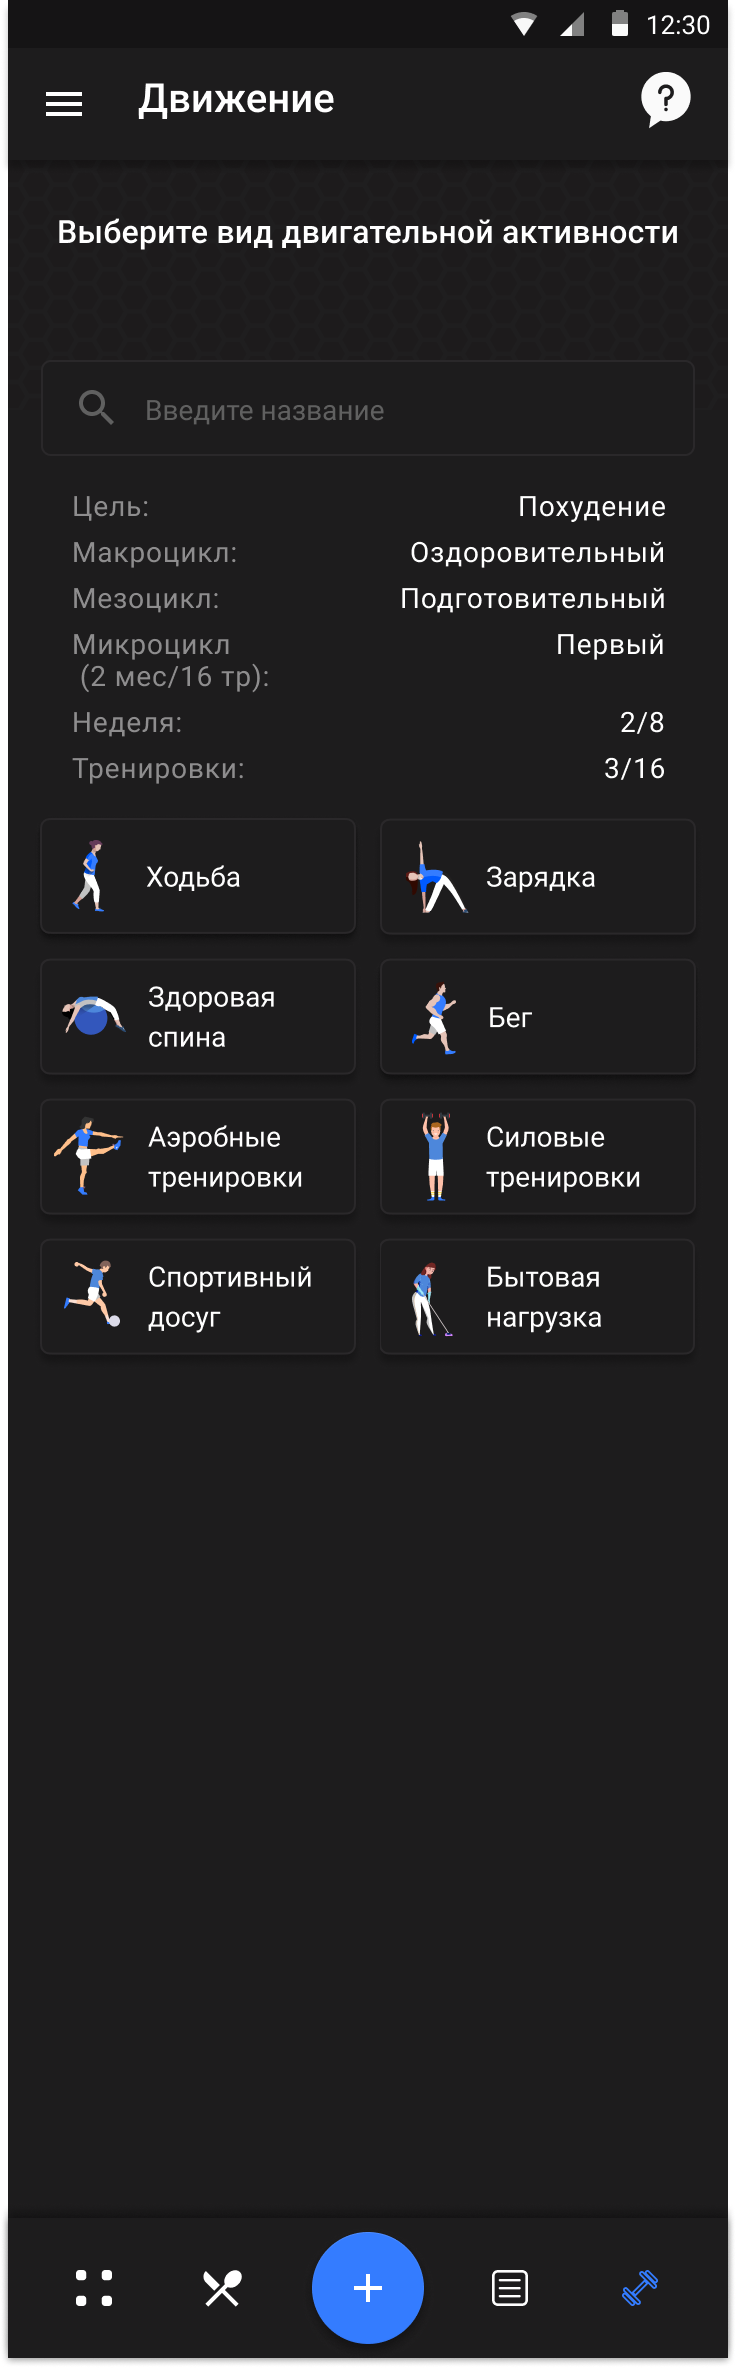 12:30
Движение
Выберите вид двигательной активности
Введите название
Цель: Похудение
Макроцикл: Оздоровительный
Мезоцикл: Подготовительный
Микроцикл Первый
(2 мес/16 тр):
Неделя: 2/8
Тренировки: 3/16
Ходьба
Зарядка
Здоровая
спина
Бег
Аэробные
тренировки
Силовые
тренировки
Спортивный
досуг
Бытовая
нагрузка